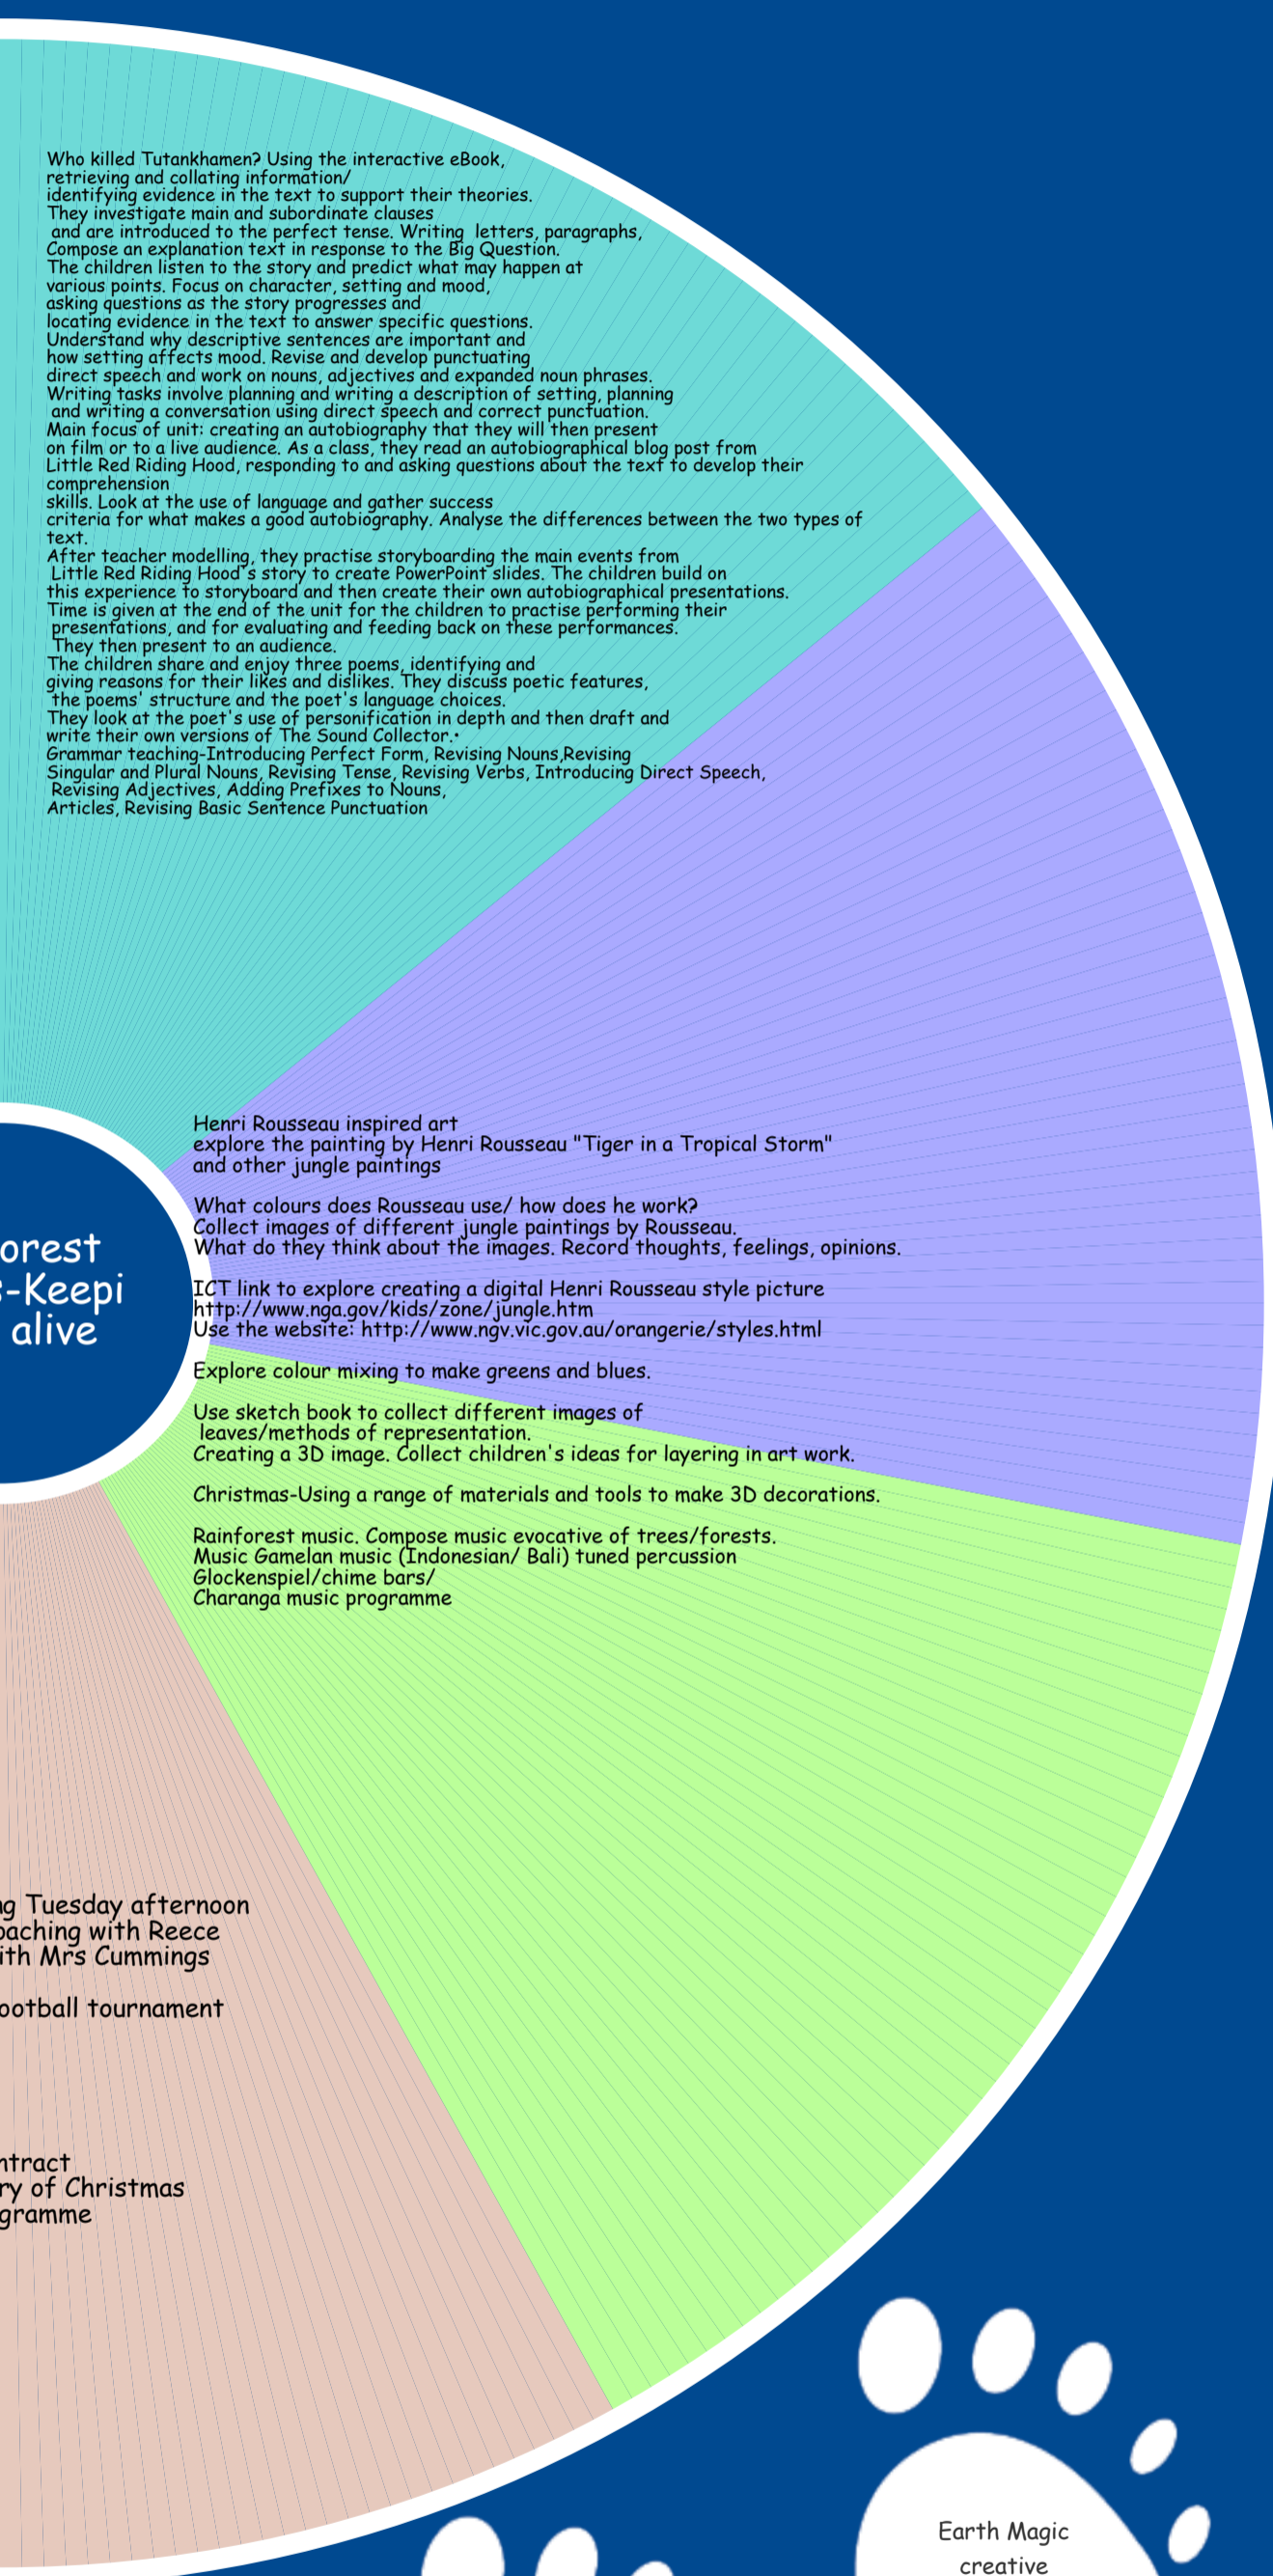 Who killed Tutankhamen? Using the interactive eBook,
retrieving and collating information/
identifying evidence in the text to support their theories.
They investigate main and subordinate clauses
and are introduced to the perfect tense. Writing  letters, paragraphs,
Compose an explanation text in response to the Big Question.
The children listen to the story and predict what may happen at
various points. Focus on character, setting and mood,
asking questions as the story progresses and
locating evidence in the text to answer specific questions.
Understand why descriptive sentences are important and
how setting affects mood. Revise and develop punctuating
direct speech and work on nouns, adjectives and expanded noun phrases.
Writing tasks involve planning and writing a description of setting, planning
and writing a conversation using direct speech and correct punctuation.
Main focus of unit: creating an autobiography that they will then present
on film or to a live audience. As a class, they read an autobiographical blog post from
Little Red Riding Hood, responding to and asking questions about the text to develop their
comprehension
skills. Look at the use of language and gather success
criteria for what makes a good autobiography. Analyse the differences between the two types of
text.
After teacher modelling, they practise storyboarding the main events from
Little Red Riding Hood's story to create PowerPoint slides. The children build on
this experience to storyboard and then create their own autobiographical presentations.
Time is given at the end of the unit for the children to practise performing their
presentations, and for evaluating and feeding back on these performances.
They then present to an audience.
The children share and enjoy three poems, identifying and
giving reasons for their likes and dislikes. They discuss poetic features,
the poems' structure and the poet's language choices.
They look at the poet's use of personification in depth and then draft and
write their own versions of The Sound Collector.•
Grammar teaching-Introducing Perfect Form, Revising Nouns,Revising
Singular and Plural Nouns, Revising Tense, Revising Verbs, Introducing Direct Speech,
Revising Adjectives, Adding Prefixes to Nouns,
Articles, Revising Basic Sentence Punctuation
Henri Rousseau inspired art
explore the painting by Henri Rousseau "Tiger in a Tropical Storm"
and other jungle paintings
What colours does Rousseau use/ how does he work?
Collect images of different jungle paintings by Rousseau.
What do they think about the images. Record thoughts, feelings, opinions.
ICT link to explore creating a digital Henri Rousseau style picture
http://www.nga.gov/kids/zone/jungle.htm
Use the website: http://www.ngv.vic.gov.au/orangerie/styles.html
Explore colour mixing to make greens and blues.
Use sketch book to collect different images of
leaves/methods of representation.
Creating a 3D image. Collect children's ideas for layering in art work.
Christmas-Using a range of materials and tools to make 3D decorations.
Rainforest music. Compose music evocative of trees/forests.
Music Gamelan music (Indonesian/ Bali) tuned percussion
Glockenspiel/chime bars/
Charanga music programme
orest
s-Keepi
alive
ng Tuesday afternoon
oaching with Reece
ith Mrs Cummings
ootball tournament
ntract
ry of Christmas
gramme
Earth Magic
creative